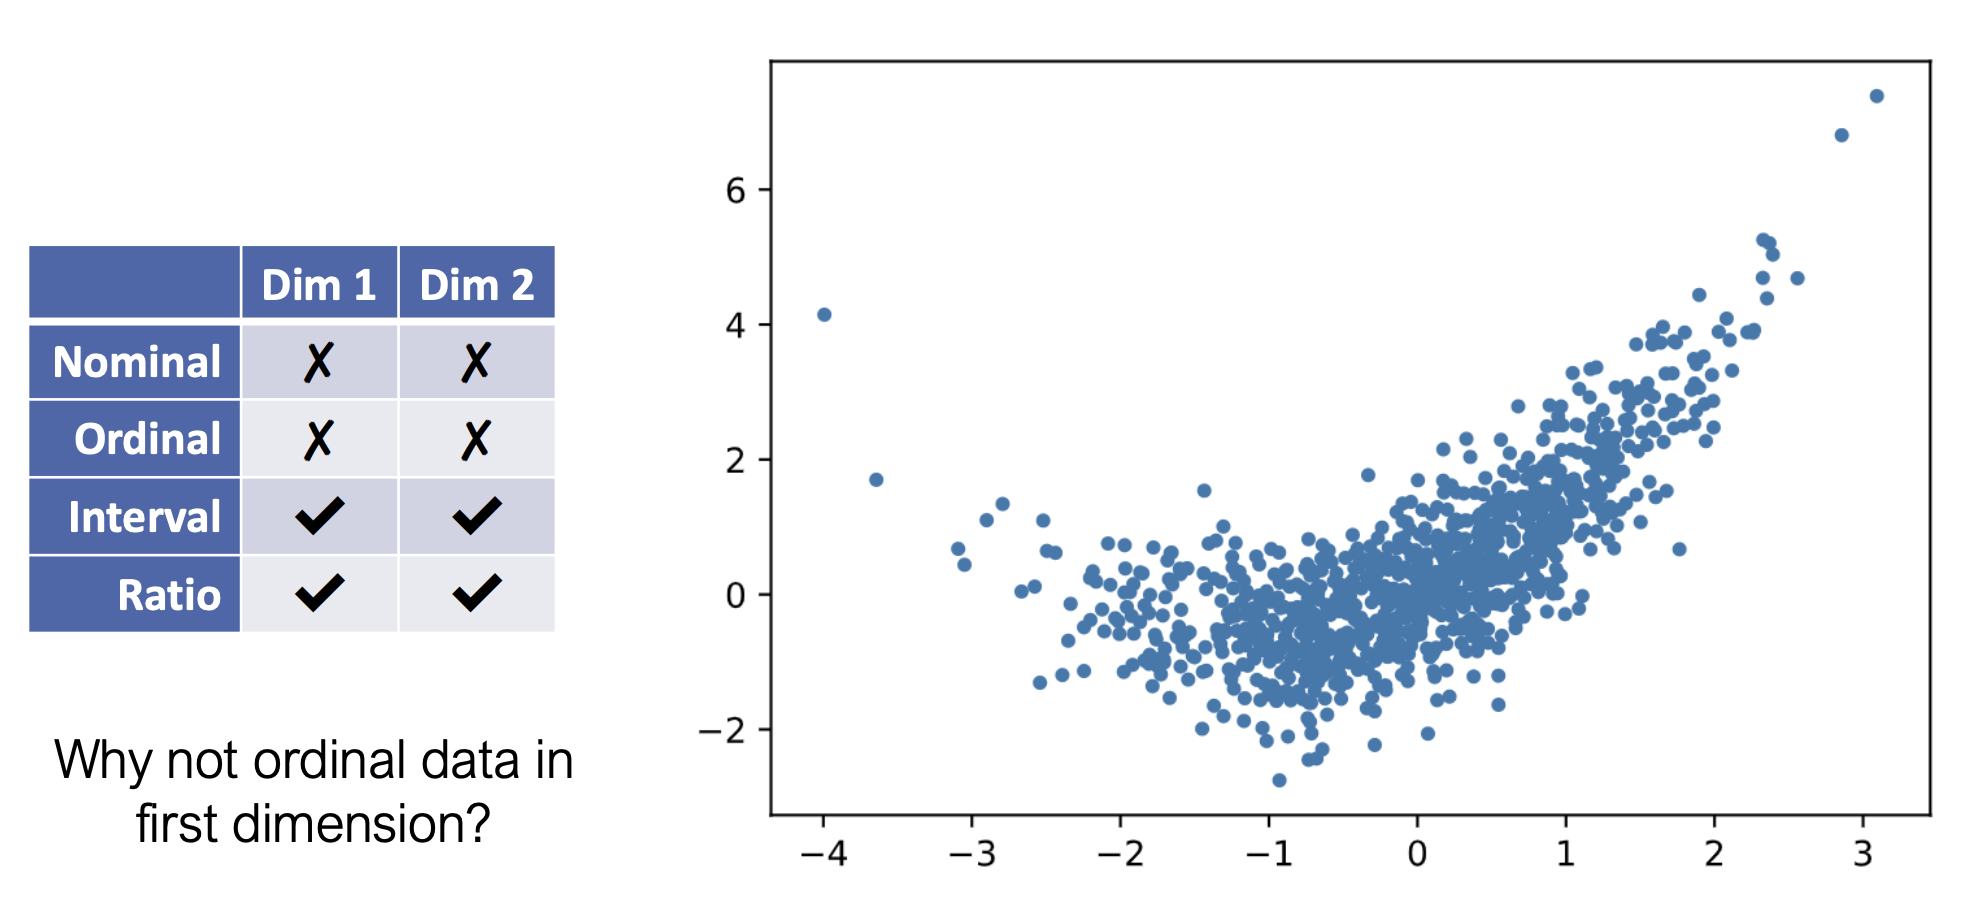 Dim 1 Dim 2
Nominal ✗ ✗
Ordinal ✗ ✗
Interval ✔ ✔
Ratio ✔ ✔
Why not ordinal data in
first dimension?
6
4
2
0
−2
−4 −3 −2 −1 0 1 2 3